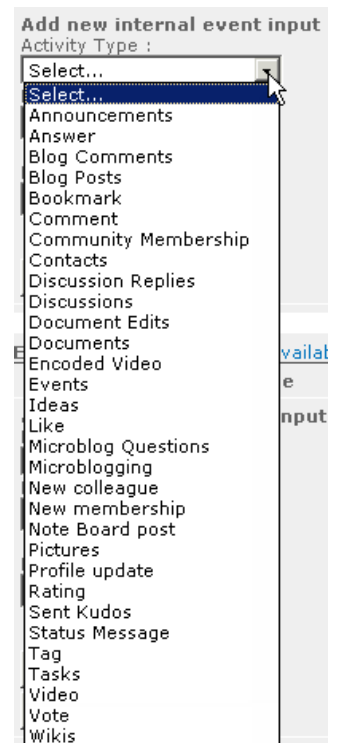 Add new internal event input
Activity Type :
Select...
Select...
Announcements
Answer
Blog Comments
Blog Posts
Bookmark
Comment
Community Membership
Contacts
Discussion Replies
Discussions
Document Edits
Documents
Encoded Video
Events
Ideas
Like
Microblog Questions
Microblogging
New colleague
New membership
Note Board post
Pictures
Profile update
Rating
Sent Kudos
Status Message
Tag
Tasks
Video
Vote
Wikis
E
vailab
e
nput